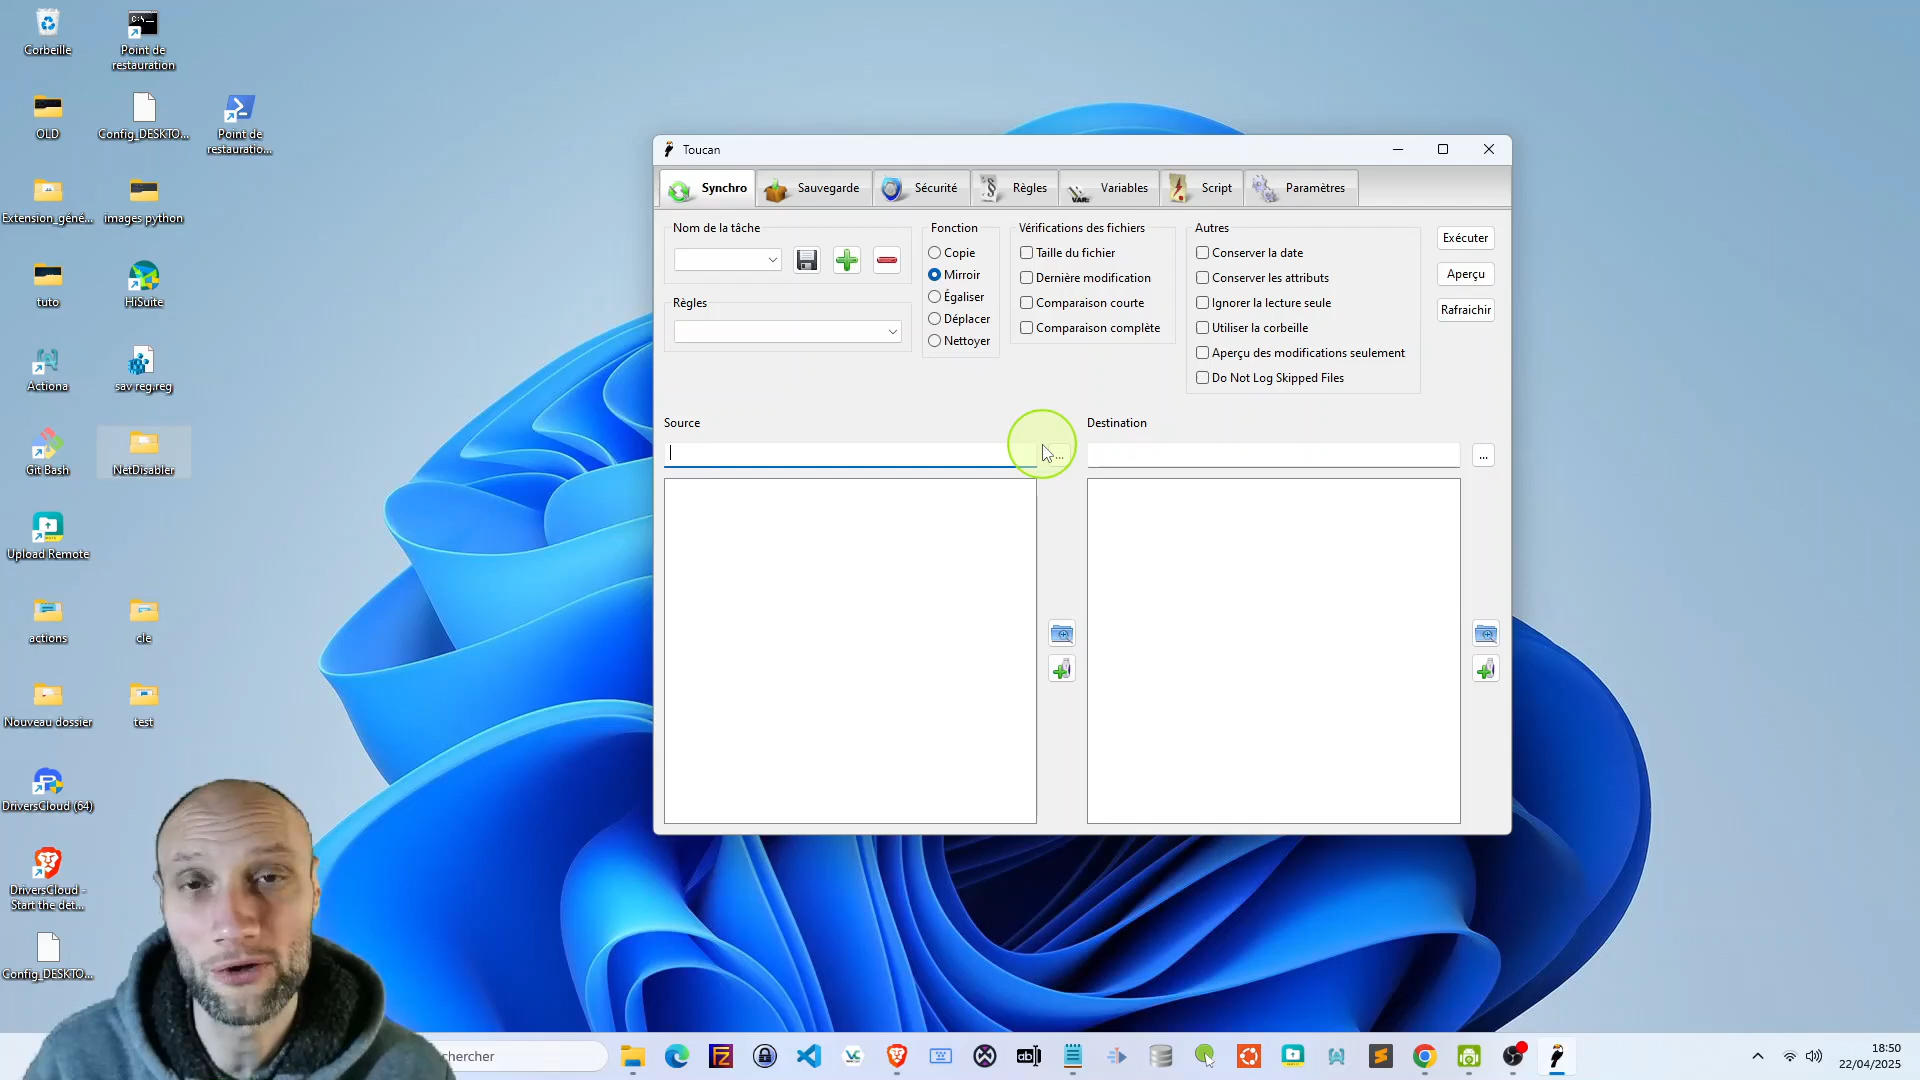 Corbeille
Point de
restauration
OLD
Config_DESKTO...
Point de
restauratio...
Extension_géné...
images python
tuto
HiSuite
Actiona
sav reg.reg
Git Bash
NetDisabler
Upload Remote
actions
cle
Nouveau dossier
test
DriversCloud (64)
DriversCloud -
Start the det...
Config_DESKTO...
Toucan
Synchro
Sauvegarde
Sécurité
Règles
Variables
Script
Paramètres
Nom de la tâche
Règles
Fonction
Copie
Mirroir
Égaliser
Déplacer
Nettoyer
Vérifications des fichiers
Taille du fichier
Dernière modification
Comparaison courte
Comparaison complète
Autres
Conserver la date
Conserver les attributs
Ignorer la lecture seule
Utiliser la corbeille
Aperçu des modifications seulement
Do Not Log Skipped Files
Exécuter
Aperçu
Rafraichir
Source
...
Destination
...
chercher
18:50
22/04/2025